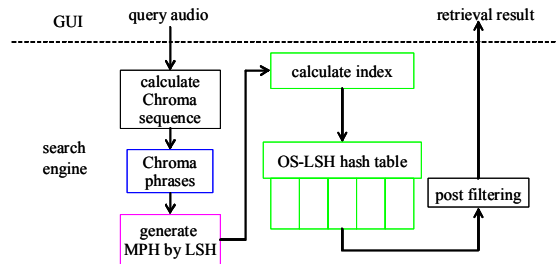 GUI
query audio
retrieval result
calculate
Chroma
sequence
calculate index
search
engine
Chroma
phrases
OS-LSH hash table
post filtering
generate
MPH by LSH